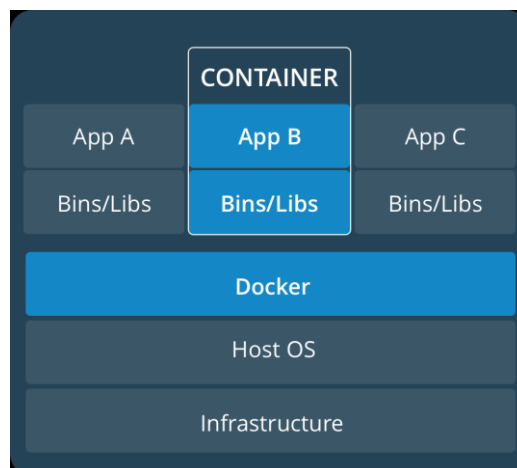 CONTAINER
App A App B App C
Bins/Libs Bins/Libs Bins/Libs
Docker
Host OS
Infrastructure